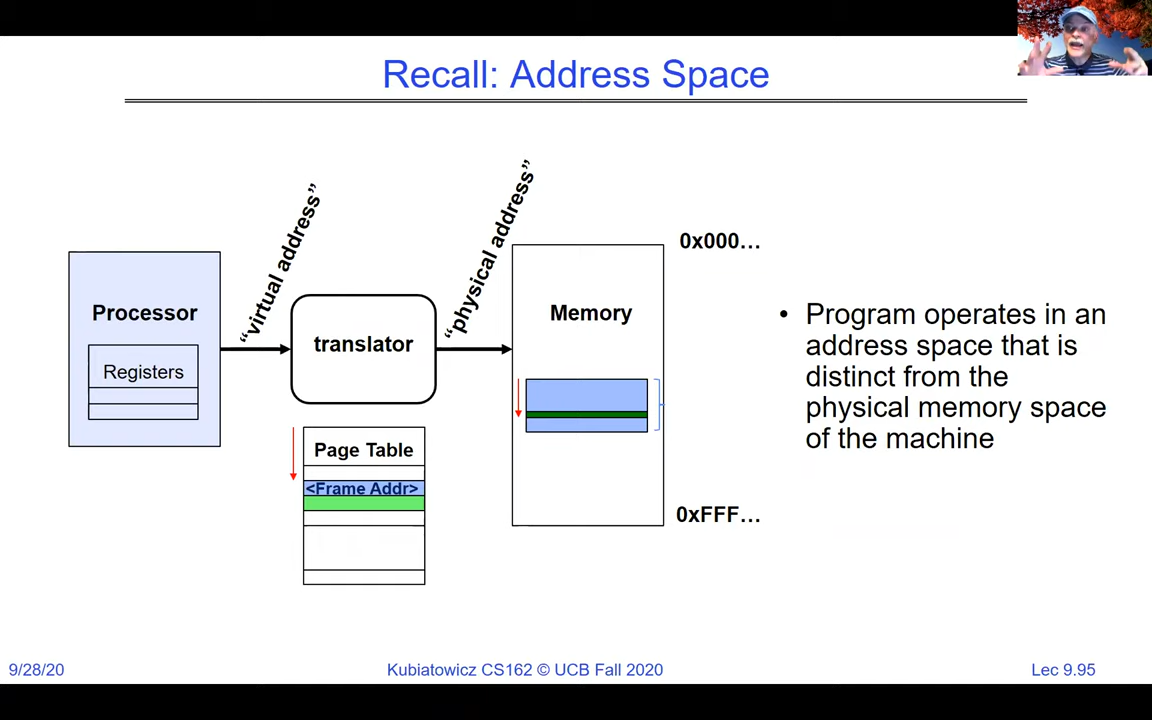 Recall: Address Space
“virtual address”
“physical address”
0x000…
Processor
Registers
translator
Memory
Page Table
<Frame Addr>
0xFFF…
• Program operates in an
address space that is
distinct from the
physical memory space
of the machine
9/28/20
Kubiatowicz CS162 © UCB Fall 2020
Lec 9.95